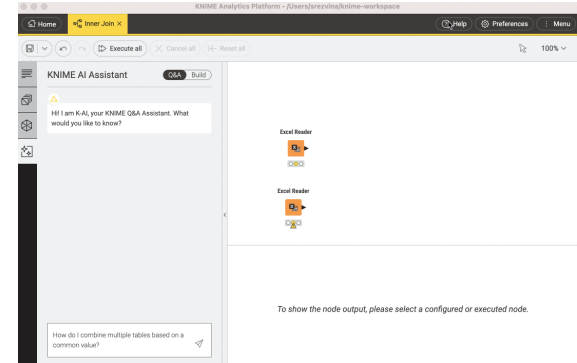 KNIME Analytics Platform - /Users/srezvina/knime-workspace
Home
Inner Join ×
Help
Preferences
Menu
Execute all
Cancel all
Reset all
100%
KNIME AI Assistant
Q&A
Build
Hi! I am K-AI, your KNIME Q&A Assistant. What
would you like to know?
Excel Reader
Excel Reader
To show the node output, please select a configured or executed node.
How do I combine multiple tables based on a
common value?